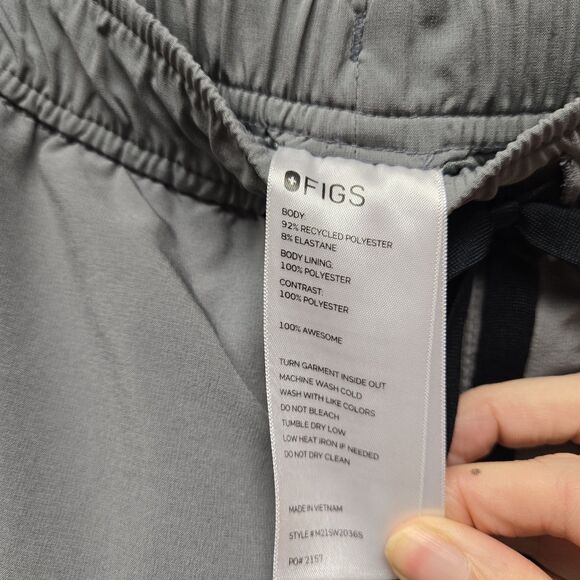 FIGS
BODY:
92% RECYCLED POLYESTER
8% ELASTANE
BODY LINING:
100% POLYESTER
CONTRAST:
100% POLYESTER
100% AWESOME
TURN GARMENT INSIDE OUT
MACHINE WASH COLD
WASH WITH LIKE COLORS
DO NOT BLEACH
TUMBLE DRY LOW
LOW HEAT IRON IF NEEDED
DO NOT DRY CLEAN
MADE IN VIETNAM
STYLE # M21SW2036S
PO# 2157